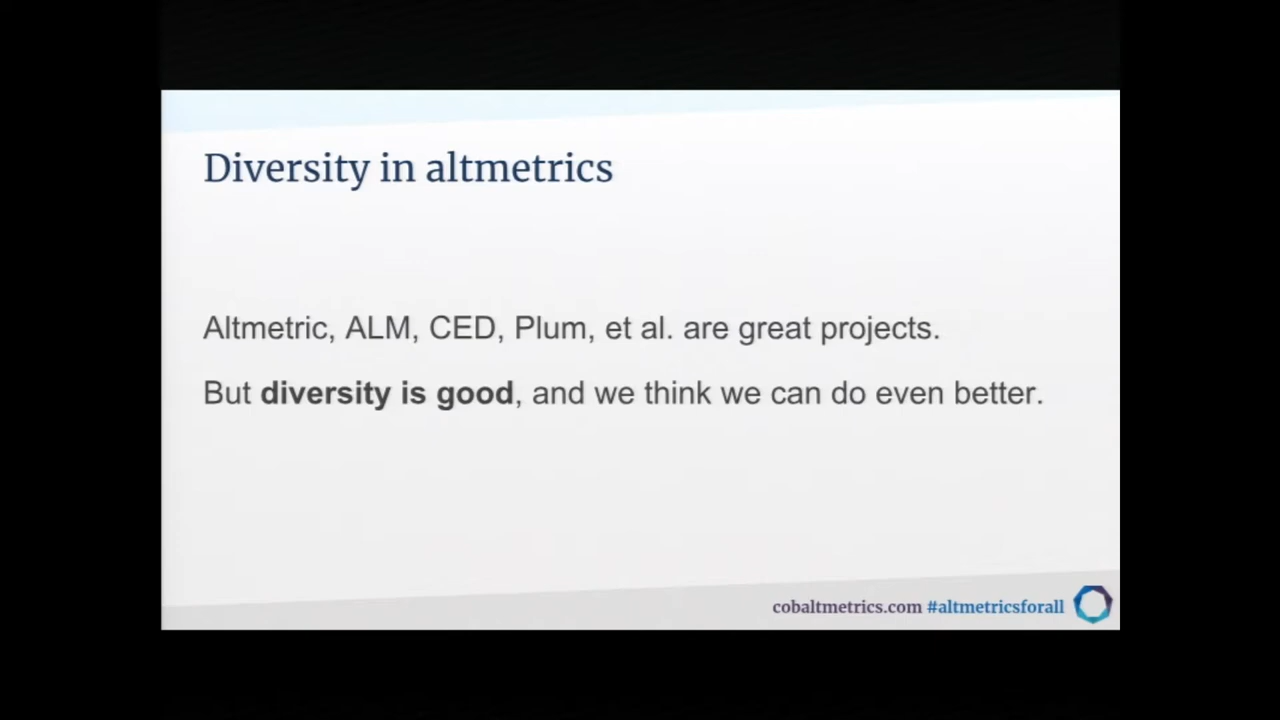 Diversity in altmetrics
Altmetric, ALM, CED, Plum, et al. are great projects.
But diversity is good, and we think we can do even better.
cobaltmetrics.com #altmetricsforall